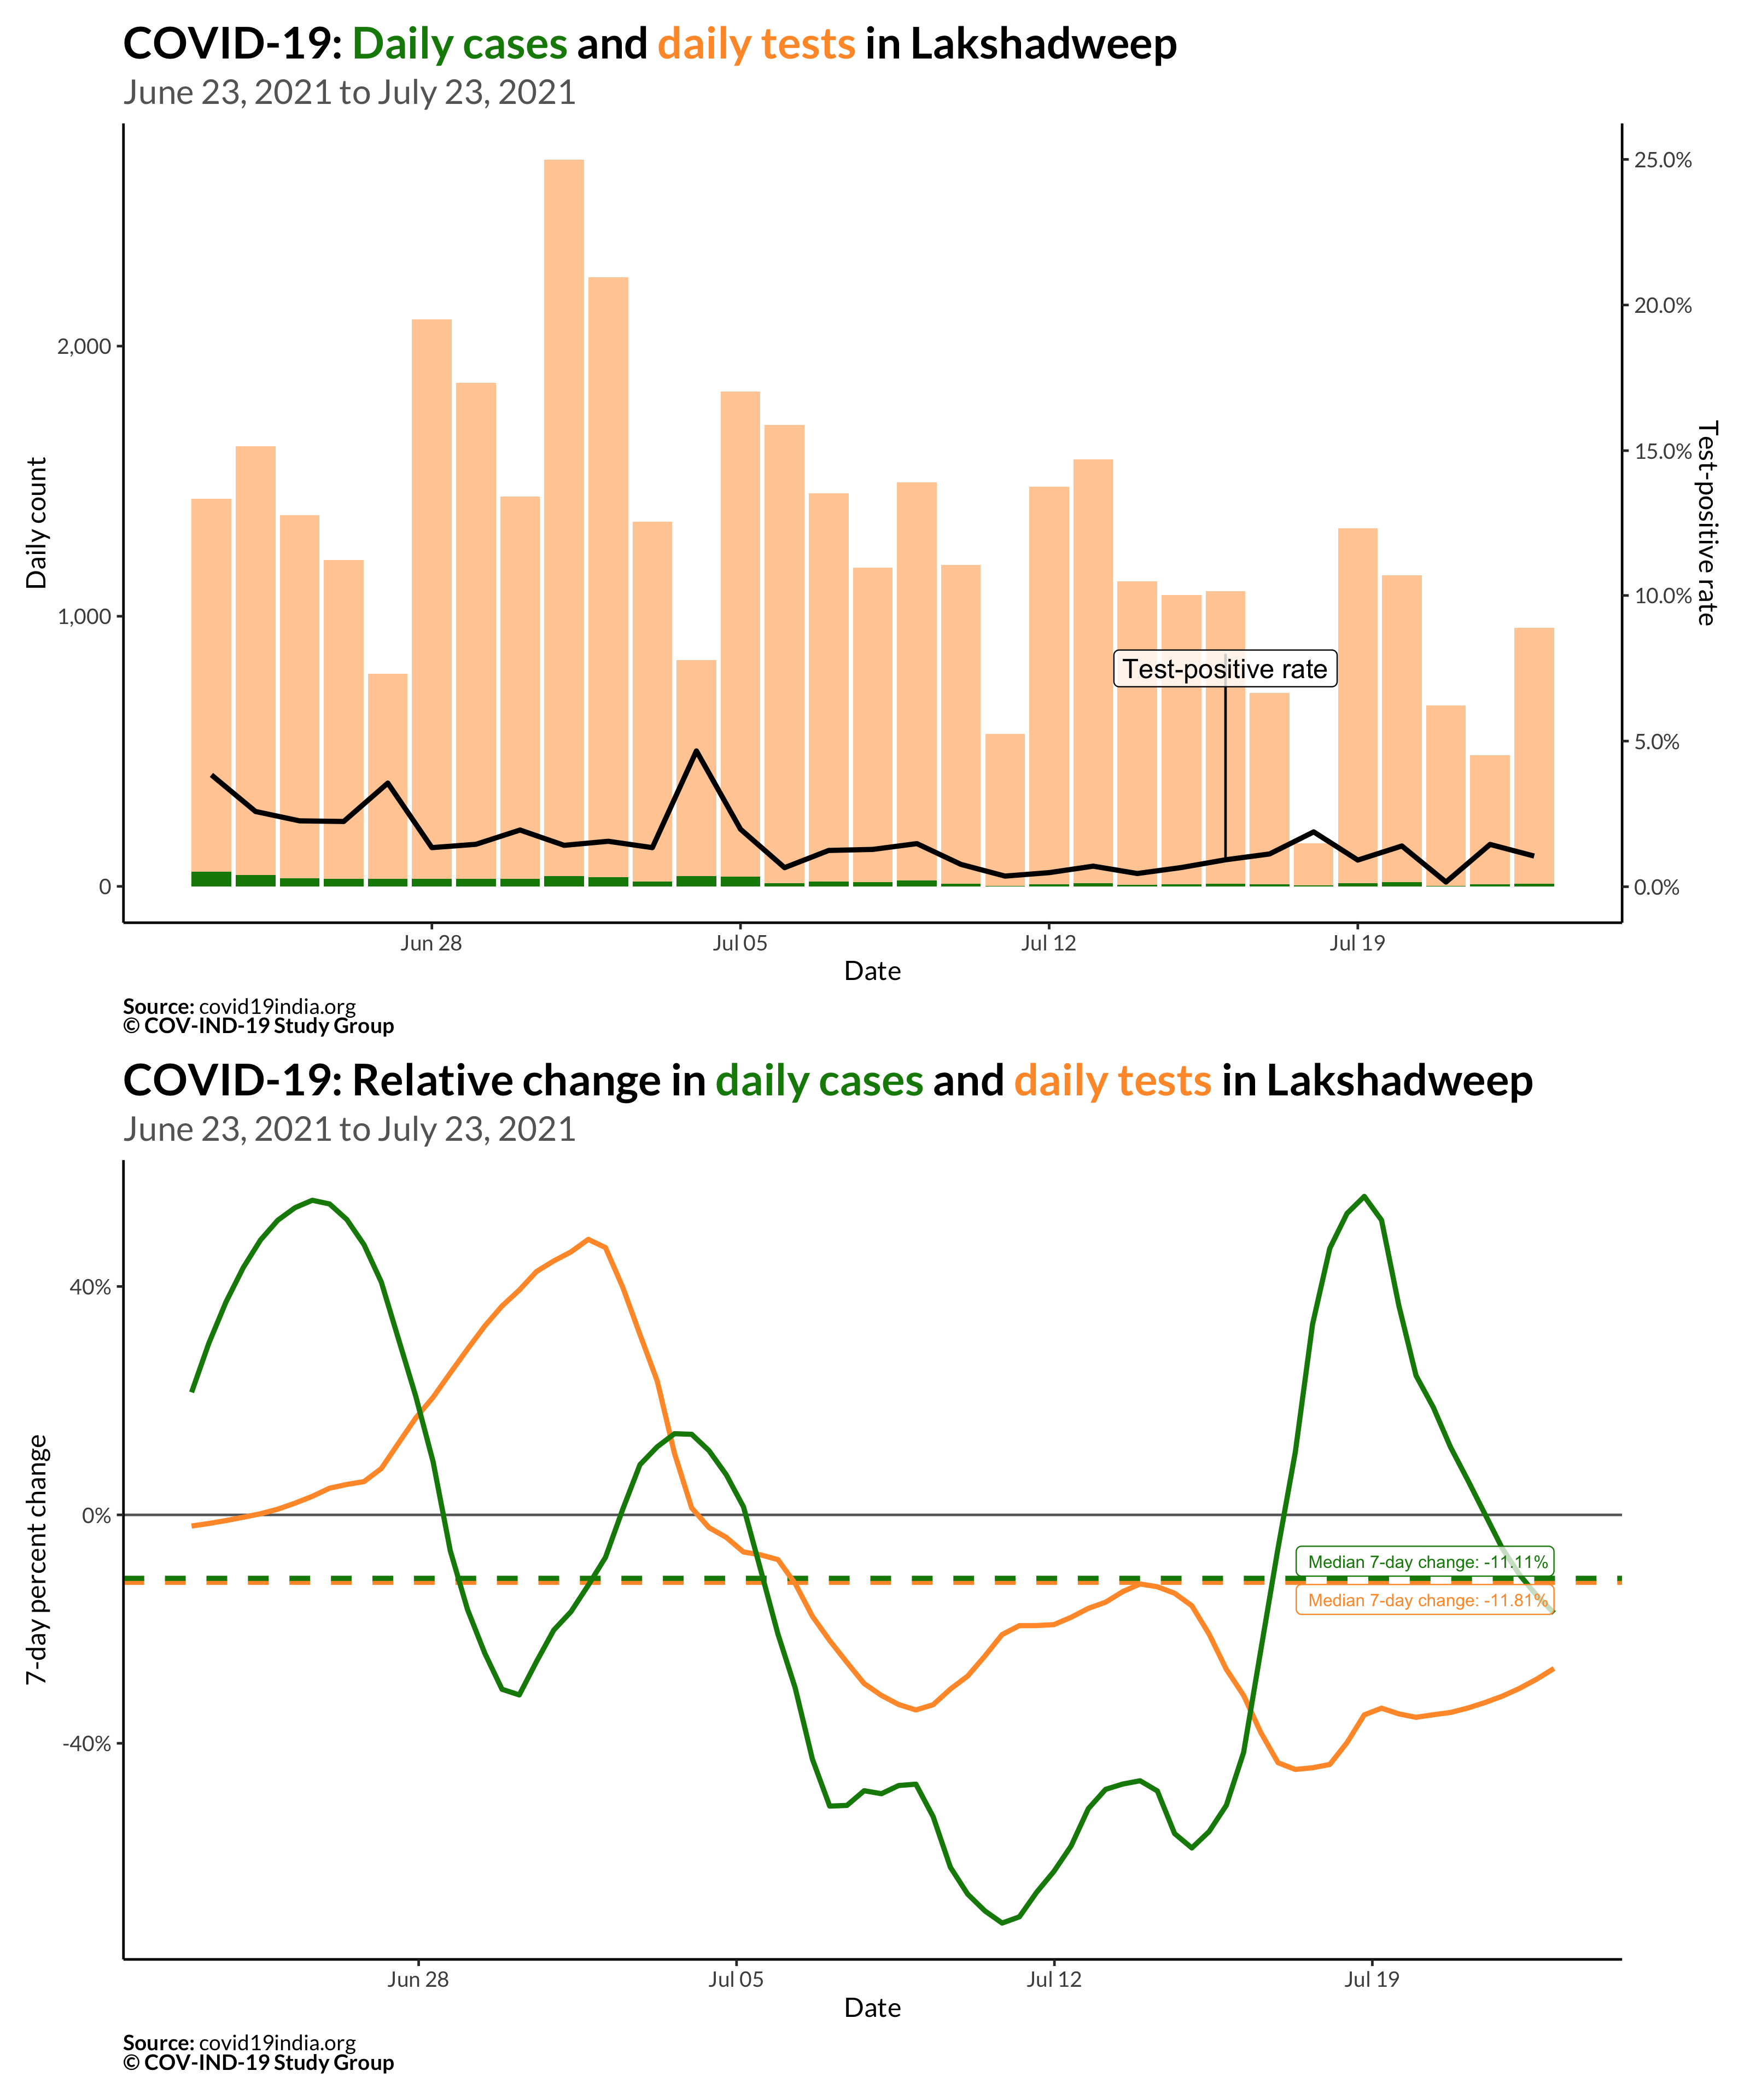 COVID-19: Daily cases and daily tests in Lakshadweep
June 23, 2021 to July 23, 2021
25.0%
20.0%
2,000
15.0%
Daily count
Test-positive rate
1,000
10.0%
Test-positive rate
5.0%
0
0.0%
Jun 28
Jul 05
Jul 12
Jul 19
Date
Source: covid19india.org
© COV-IND-19 Study Group
COVID-19: Relative change in daily cases and daily tests in Lakshadweep
June 23, 2021 to July 23, 2021
40%
7-day percent change
0%
Median 7-day change: -11.11%
Median 7-day change: -11.81%
-40%
Jun 28
Jul 05
Jul 12
Jul 19
Date
Source: covid19india.org
© COV-IND-19 Study Group